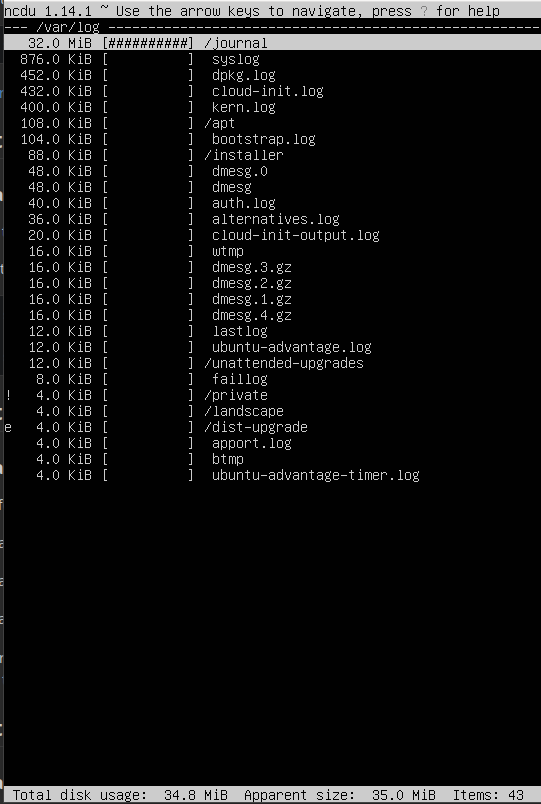 ncdu 1.14.1 ~ Use the arrow keys to navigate, press ? for help
--- /var/log ------------------------------------------------------
   32.0 MiB [##########] /journal
  876.0 KiB [          ]  syslog
  452.0 KiB [          ]  dpkg.log
  432.0 KiB [          ]  cloud-init.log
  400.0 KiB [          ]  kern.log
  108.0 KiB [          ] /apt
  104.0 KiB [          ]  bootstrap.log
   88.0 KiB [          ] /installer
   48.0 KiB [          ]  dmesg.0
   48.0 KiB [          ]  dmesg
   40.0 KiB [          ]  auth.log
   36.0 KiB [          ]  alternatives.log
   20.0 KiB [          ]  cloud-init-output.log
   16.0 KiB [          ]  wtmp
   16.0 KiB [          ]  dmesg.3.gz
   16.0 KiB [          ]  dmesg.2.gz
   16.0 KiB [          ]  dmesg.1.gz
   16.0 KiB [          ]  dmesg.4.gz
   12.0 KiB [          ]  lastlog
   12.0 KiB [          ]  ubuntu-advantage.log
   12.0 KiB [          ] /unattended-upgrades
    8.0 KiB [          ]  faillog
!   4.0 KiB [          ] /private
    4.0 KiB [          ] /landscape
e   4.0 KiB [          ] /dist-upgrade
    4.0 KiB [          ]  apport.log
    4.0 KiB [          ]  btmp
    4.0 KiB [          ]  ubuntu-advantage-timer.log
Total disk usage:  34.8 MiB  Apparent size:  35.0 MiB  Items: 43